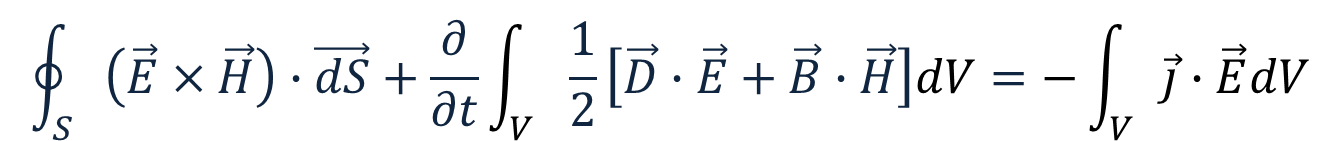 ∮_S (E⃗ × H⃗) · dS⃗ + ∂/∂t ∫_V 1/2 [D⃗ · E⃗ + B⃗ · H⃗] dV = − ∫_V j⃗ · E⃗ dV